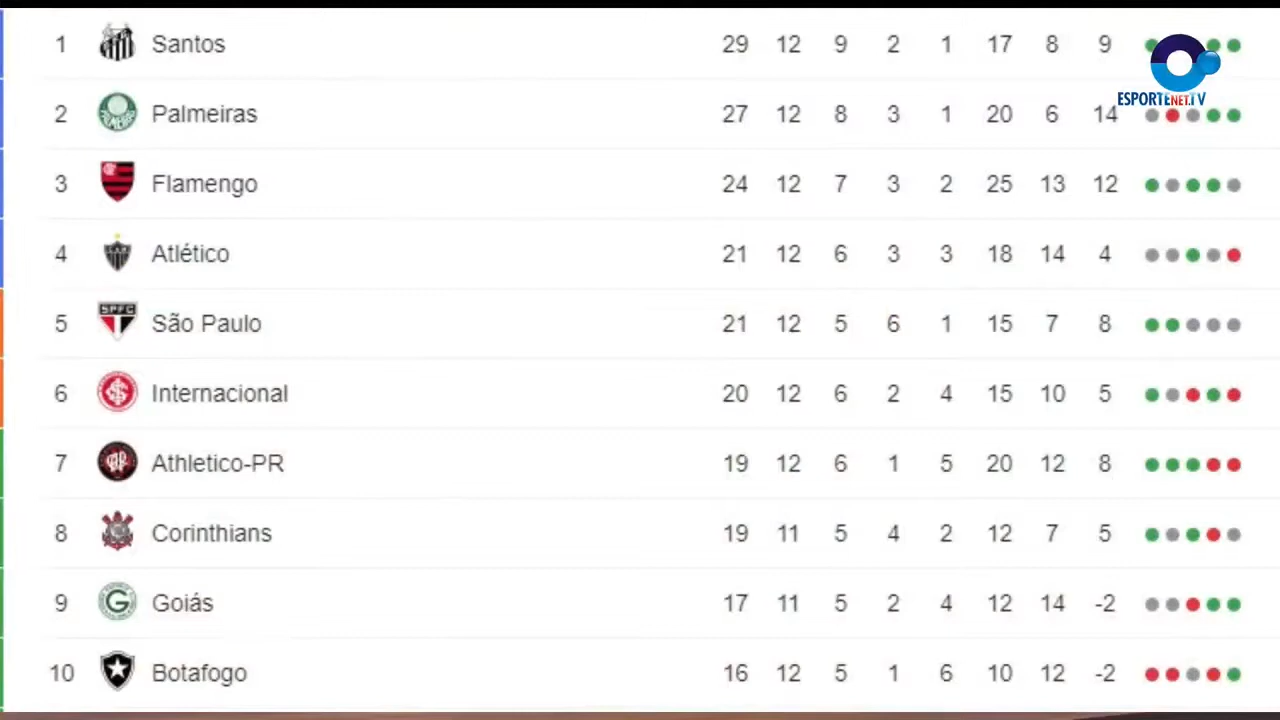 1 Santos 29 12 9 2 1 17 8 9
ESPORTENET.TV
2 Palmeiras 27 12 8 3 1 20 6 14
3 Flamengo 24 12 7 3 2 25 13 12
4 Atlético 21 12 6 3 3 18 14 4
SPFC
5 São Paulo 21 12 5 6 1 15 7 8
6 Internacional 20 12 6 2 4 15 10 5
7 Athletico-PR 19 12 6 1 5 20 12 8
8 Corinthians 19 11 5 4 2 12 7 5
9 G Goiás 17 11 5 2 4 12 14 -2
10 Botafogo 16 12 5 1 6 10 12 -2